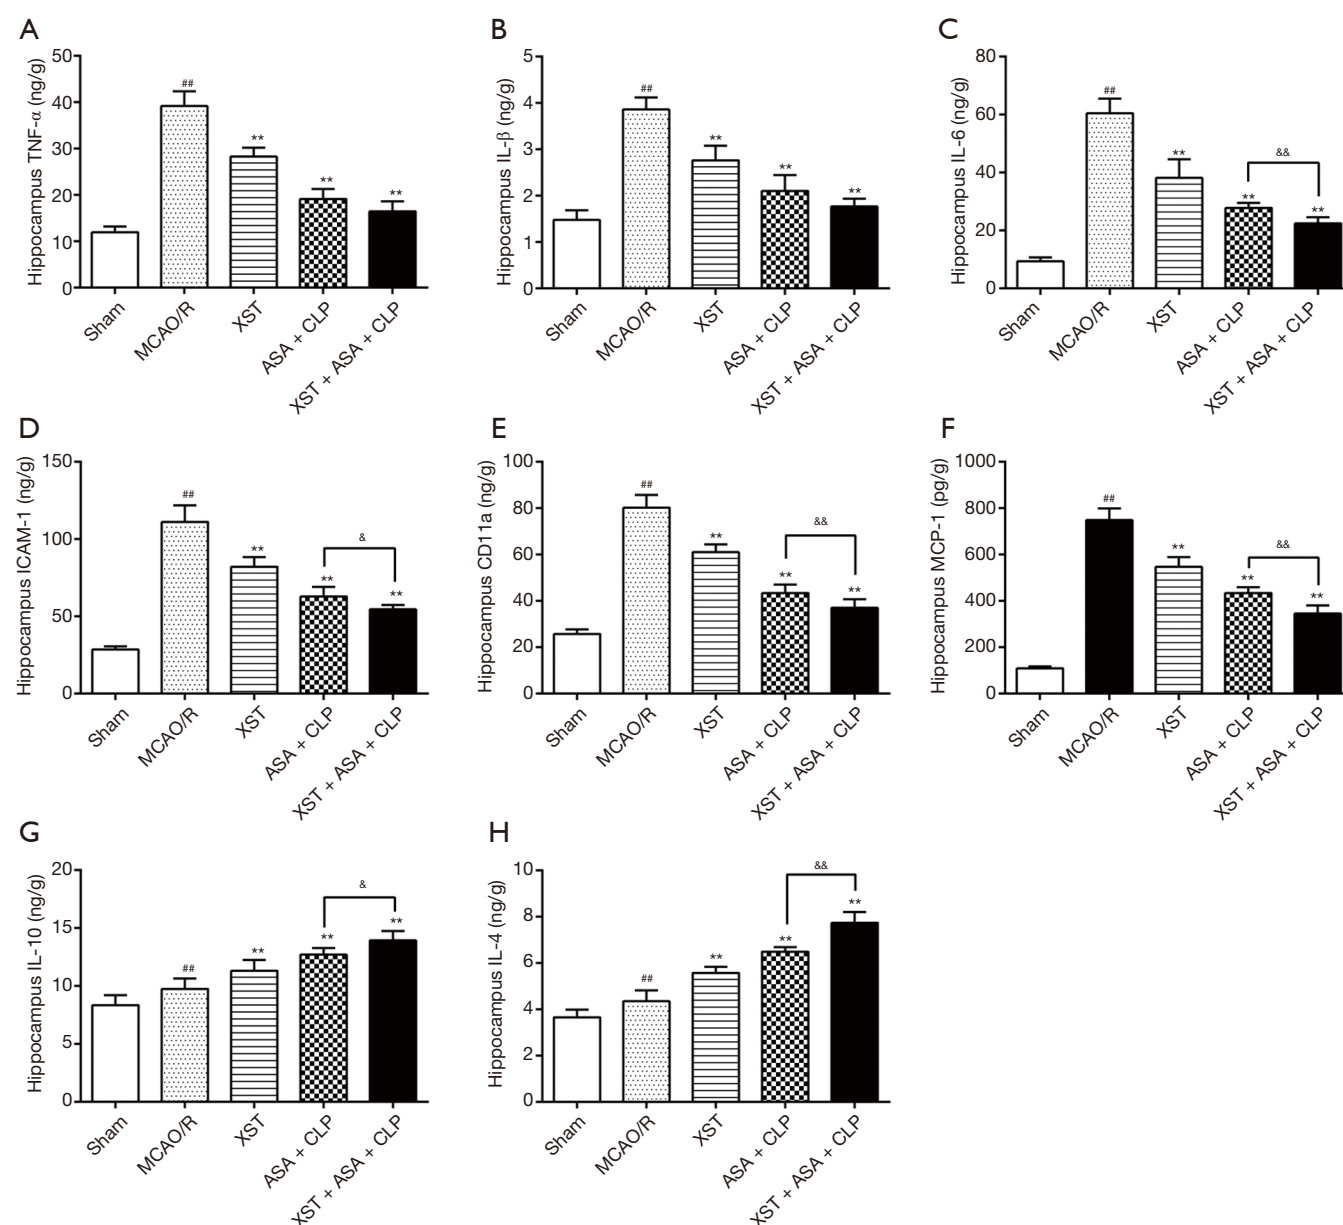 A
Hippocampus TNF-α (ng/g)
50
40
30
20
10
0
##
**
**
**
Sham
MCAO/R
XST
ASA + CLP
XST + ASA + CLP
B
Hippocampus IL-β (ng/g)
5
4
3
2
1
0
##
**
**
**
Sham
MCAO/R
XST
ASA + CLP
XST + ASA + CLP
C
Hippocampus IL-6 (ng/g)
80
60
40
20
0
##
**
**
&&
**
Sham
MCAO/R
XST
ASA + CLP
XST + ASA + CLP
D
Hippocampus ICAM-1 (ng/g)
150
100
50
0
##
**
**
&
**
Sham
MCAO/R
XST
ASA + CLP
XST + ASA + CLP
E
Hippocampus CD11a (ng/g)
100
80
60
40
20
0
##
**
**
&&
**
Sham
MCAO/R
XST
ASA + CLP
XST + ASA + CLP
F
Hippocampus MCP-1 (pg/g)
1000
800
600
400
200
0
##
**
**
&&
**
Sham
MCAO/R
XST
ASA + CLP
XST + ASA + CLP
G
Hippocampus IL-10 (ng/g)
20
15
10
5
0
##
**
**
&
**
Sham
MCAO/R
XST
ASA + CLP
XST + ASA + CLP
H
Hippocampus IL-4 (ng/g)
10
8
6
4
2
0
##
**
**
&&
**
Sham
MCAO/R
XST
ASA + CLP
XST + ASA + CLP